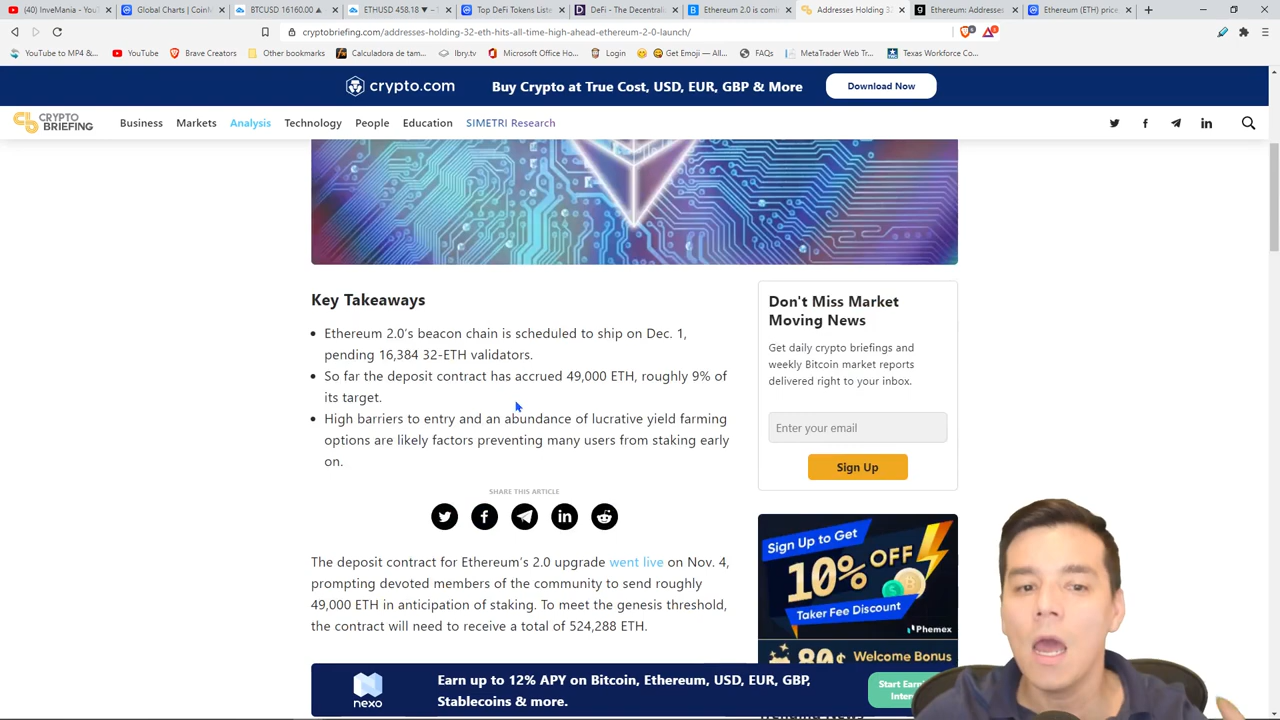 (40) InveMania - You
Global Charts | CoinM
BTCUSD 16160.00 ▲
ETHUSD 458.18 ▼ −
Top DeFi Tokens Liste
DeFi - The Decentrali
Ethereum 2.0 is comin
Addresses Holding 32
Ethereum: Addresses
Ethereum (ETH) price
cryptobriefing.com/addresses-holding-32-eth-hits-all-time-high-ahead-ethereum-2-0-launch/
YouTube to MP4 &...
YouTube
Brave Creators
Other bookmarks
Calculadora de tam...
lbry.tv
Microsoft Office Ho...
Login
Get Emoji — All...
FAQs
MetaTrader Web Tr...
Texas Workforce Co...
crypto.com
Buy Crypto at True Cost, USD, EUR, GBP & More
Download Now
CRYPTO
BRIEFING
Business
Markets
Analysis
Technology
People
Education
SIMETRI Research
Key Takeaways
• Ethereum 2.0's beacon chain is scheduled to ship on Dec. 1,
pending 16,384 32-ETH validators.
• So far the deposit contract has accrued 49,000 ETH, roughly 9% of
its target.
• High barriers to entry and an abundance of lucrative yield farming
options are likely factors preventing many users from staking early
on.
SHARE THIS ARTICLE
The deposit contract for Ethereum's 2.0 upgrade went live on Nov. 4,
prompting devoted members of the community to send roughly
49,000 ETH in anticipation of staking. To meet the genesis threshold,
the contract will need to receive a total of 524,288 ETH.
Don't Miss Market
Moving News
Get daily crypto briefings and
weekly Bitcoin market reports
delivered right to your inbox.
Enter your email
Sign Up
Sign Up to Get
10% OFF
Taker Fee Discount
Phemex
80$ Welcome Bonus
nexo
Earn up to 12% APY on Bitcoin, Ethereum, USD, EUR, GBP,
Stablecoins & more.
Start Earn
Inter
Trending News